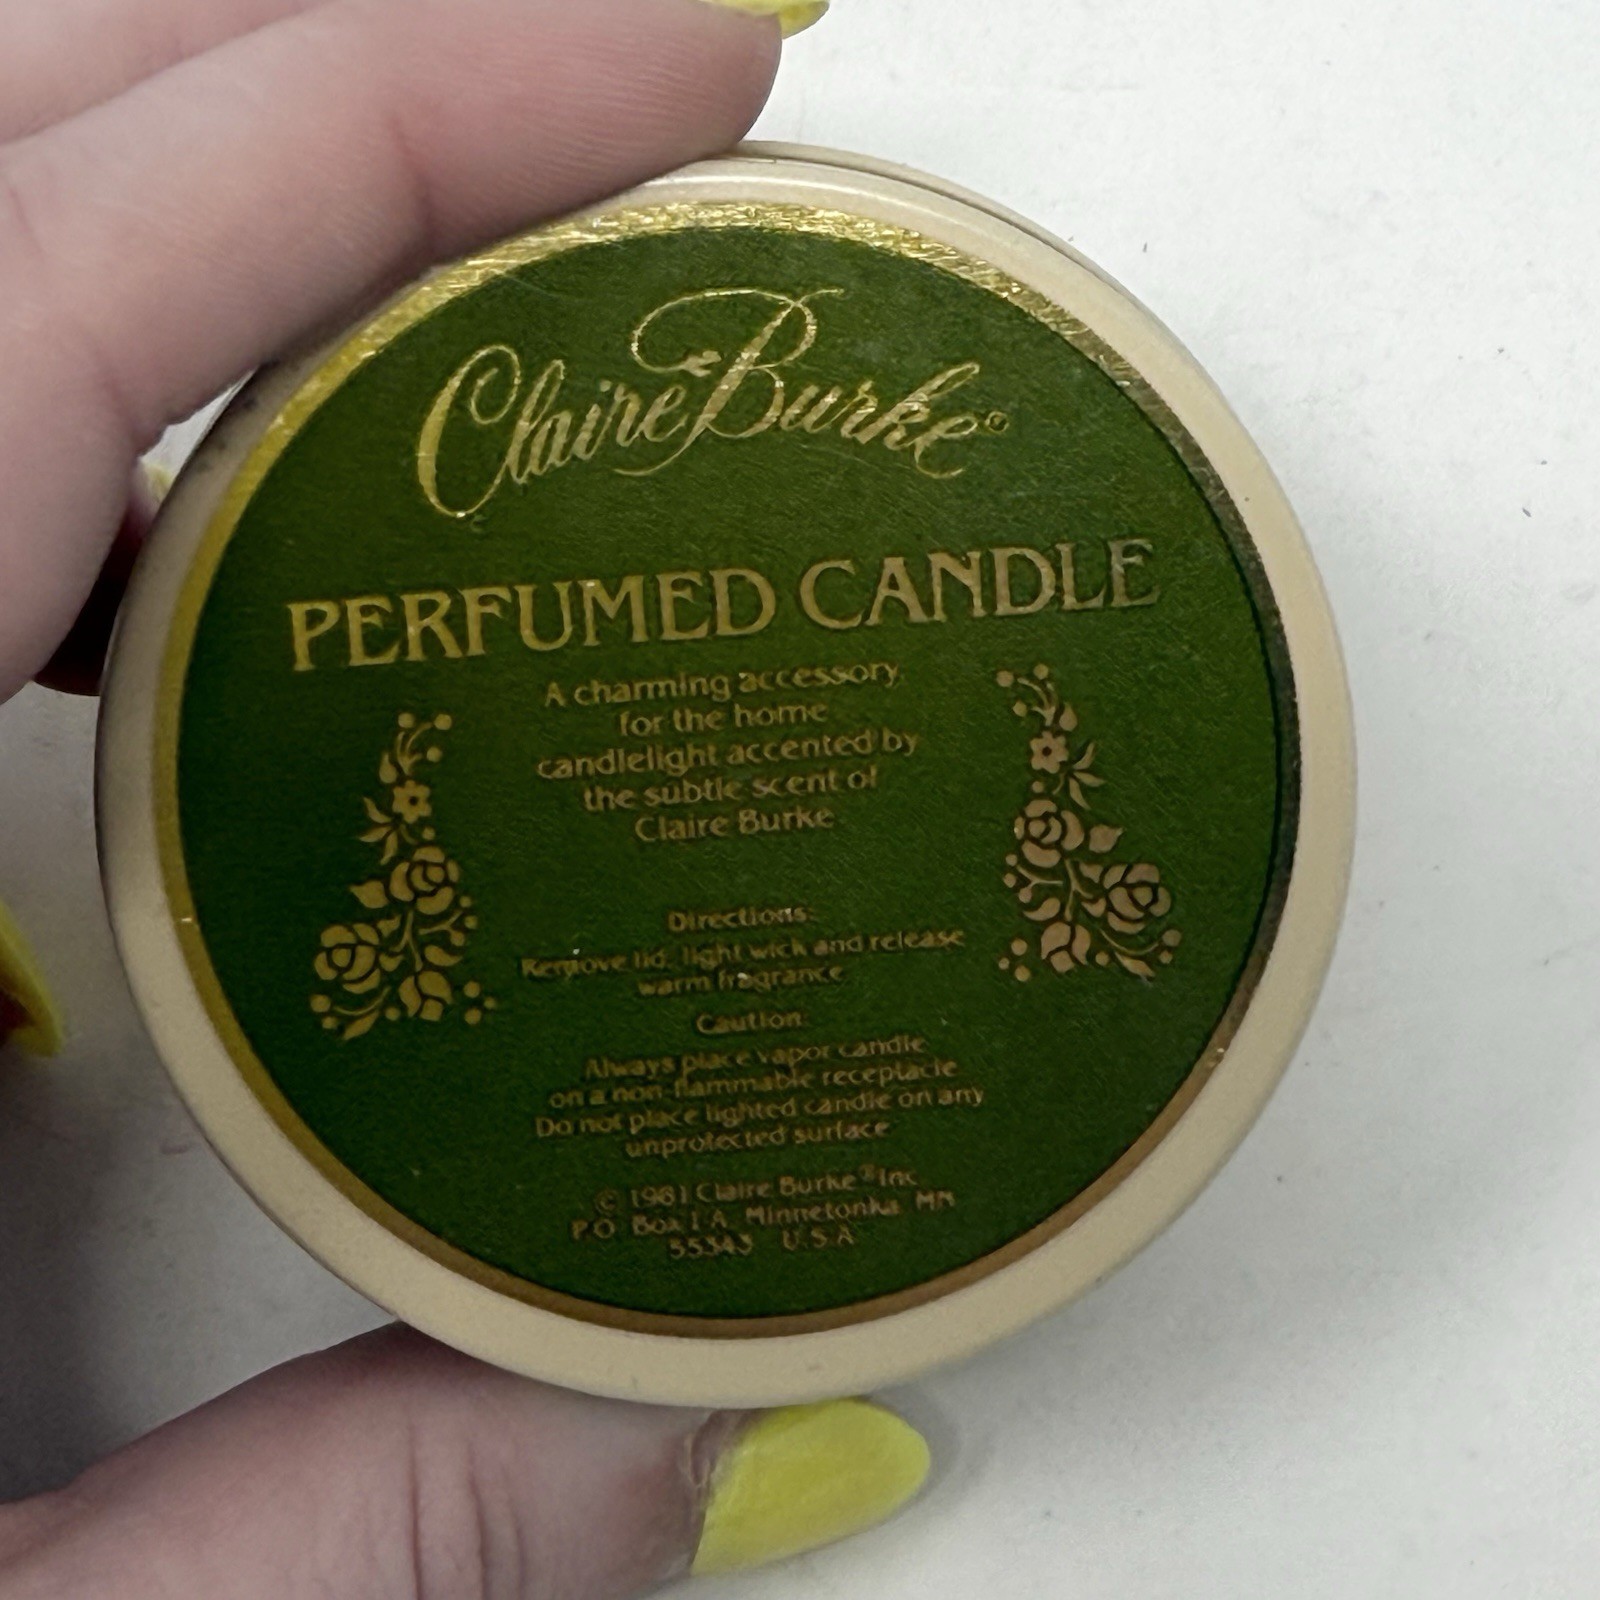 Claire Burke®
PERFUMED CANDLE
A charming accessory
for the home
candlelight accented by
the subtle scent of
Claire Burke
Directions:
Remove lid, light wick and release
warm fragrance
Caution:
Always place vapor candle
on a non-flammable receptacle
Do not place lighted candle on any
unprotected surface
© 1981 Claire Burke® Inc
P.O. Box 1 A, Minnetonka, MN
55343 U.S.A